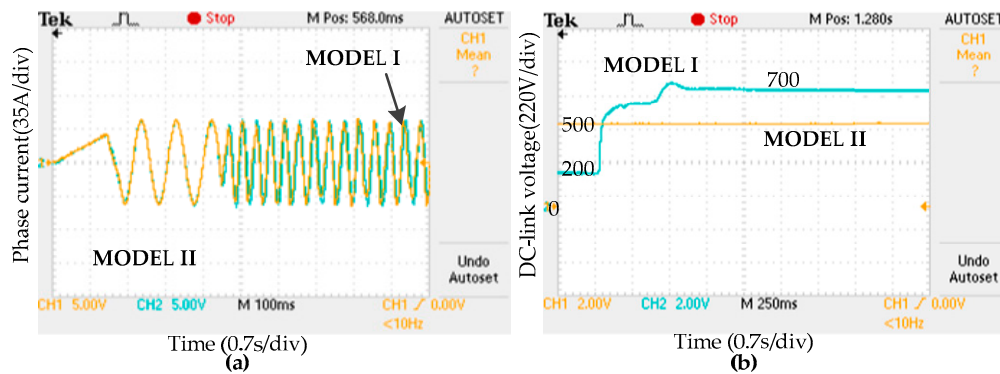 Tek Stop M Pos: 568.0ms AUTOSET
CH1
Mean
?
MODEL I
Phase current(35A/div)
2
MODEL II
Undo
Autoset
CH1 5.00V CH2 5.00V M 100ms CH1 0.00V
<10Hz
Time (0.7s/div)
(a)
Tek Stop M Pos: 1.280s AUTOSET
CH1
Mean
?
MODEL I
700
DC-link voltage(220V/div)
500
MODEL II
200
0
Undo
Autoset
CH1 2.00V CH2 2.00V M 250ms CH1 0.00V
<10Hz
Time (0.7s/div)
(b)